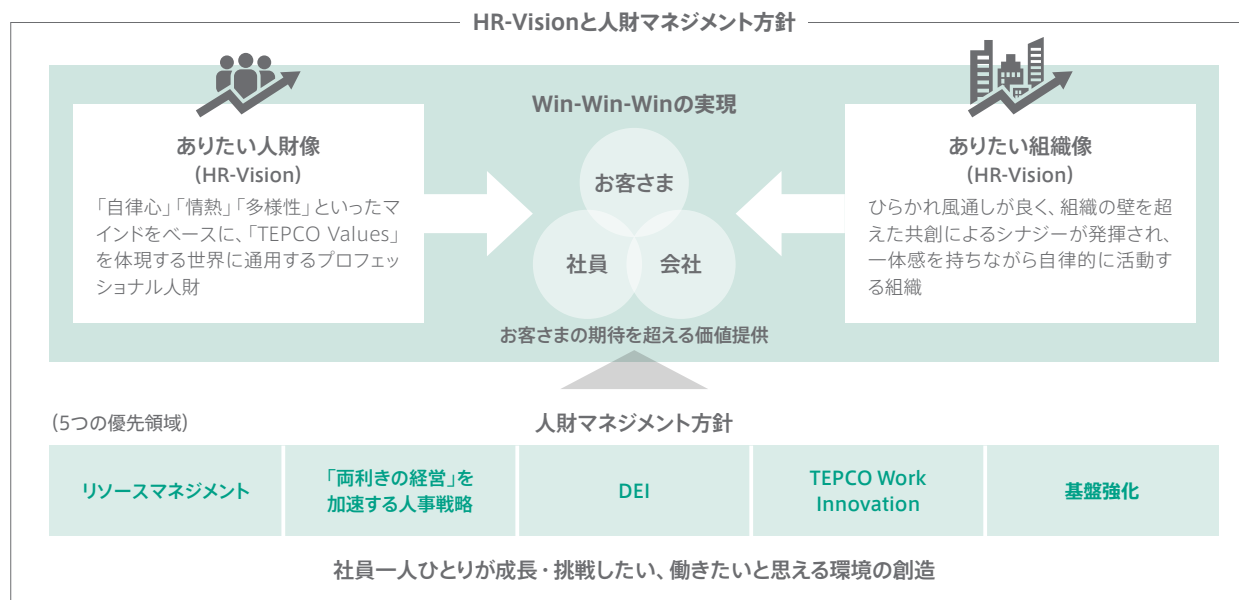 HR-Visionと人財マネジメント方針
Win-Win-Winの実現
ありたい人財像
(HR-Vision)
「自律心」「情熱」「多様性」といったマ
インドをベースに、「TEPCO Values」
を体現する世界に通用するプロフェッ
ショナル人財
お客さま
社員
会社
お客さまの期待を超える価値提供
ありたい組織像
(HR-Vision)
ひらかれ風通しが良く、組織の壁を超
えた共創によるシナジーが発揮され、
一体感を持ちながら自律的に活動す
る組織
(5つの優先領域)
人財マネジメント方針
リソースマネジメント
「両利きの経営」を
加速する人事戦略
DEI
TEPCO Work
Innovation
基盤強化
社員一人ひとりが成長・挑戦したい、働きたいと思える環境の創造